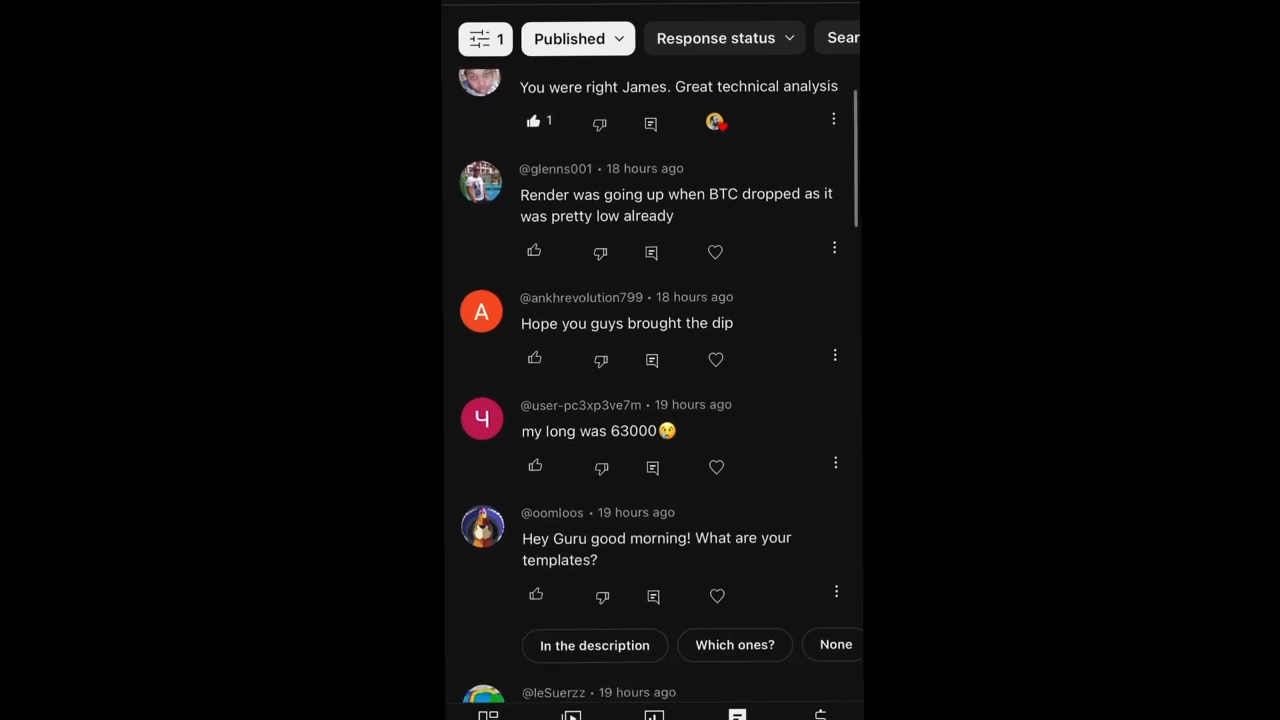 1 Published Response status Sear
You were right James. Great technical analysis
1
@glenns001 • 18 hours ago
Render was going up when BTC dropped as it
was pretty low already
A
@ankhrevolution799 • 18 hours ago
Hope you guys brought the dip
Ч
@user-pc3xp3ve7m • 19 hours ago
my long was 63000😢
@oomloos • 19 hours ago
Hey Guru good morning! What are your
templates?
In the description Which ones? None
@leSuerzz • 19 hours ago